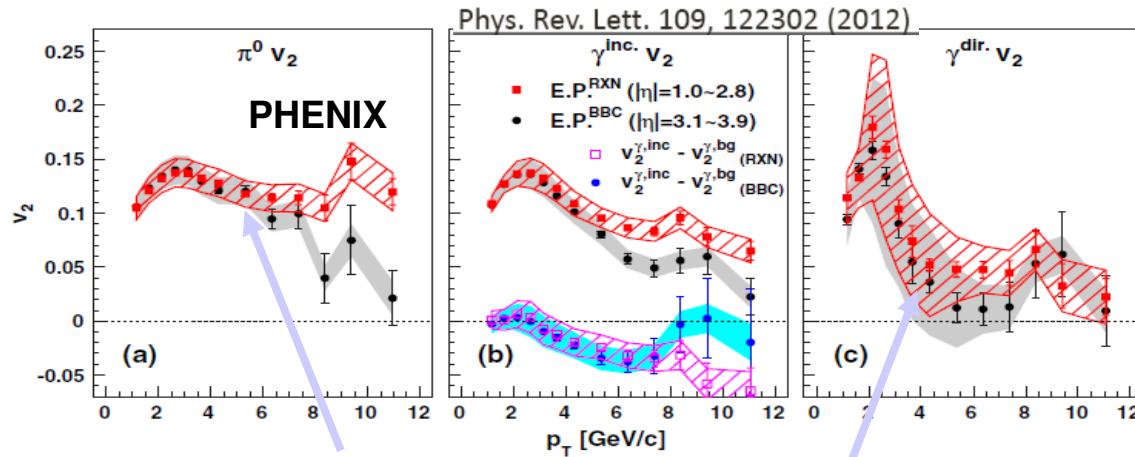 Phys. Rev. Lett. 109, 122302 (2012)
π⁰ v₂
γ^inc. v₂
γ^dir. v₂
PHENIX
E.P.^RXN (|η|=1.0~2.8)
E.P.^BBC (|η|=3.1~3.9)
v₂^γ,inc - v₂^γ,bg (RXN)
v₂^γ,inc - v₂^γ,bg (BBC)
v₂
0.25
0.2
0.15
0.1
0.05
0
-0.05
(a)
(b)
(c)
0 2 4 6 8 10 12
0 2 4 6 8 10 12
0 2 4 6 8 10 12
p_T [GeV/c]